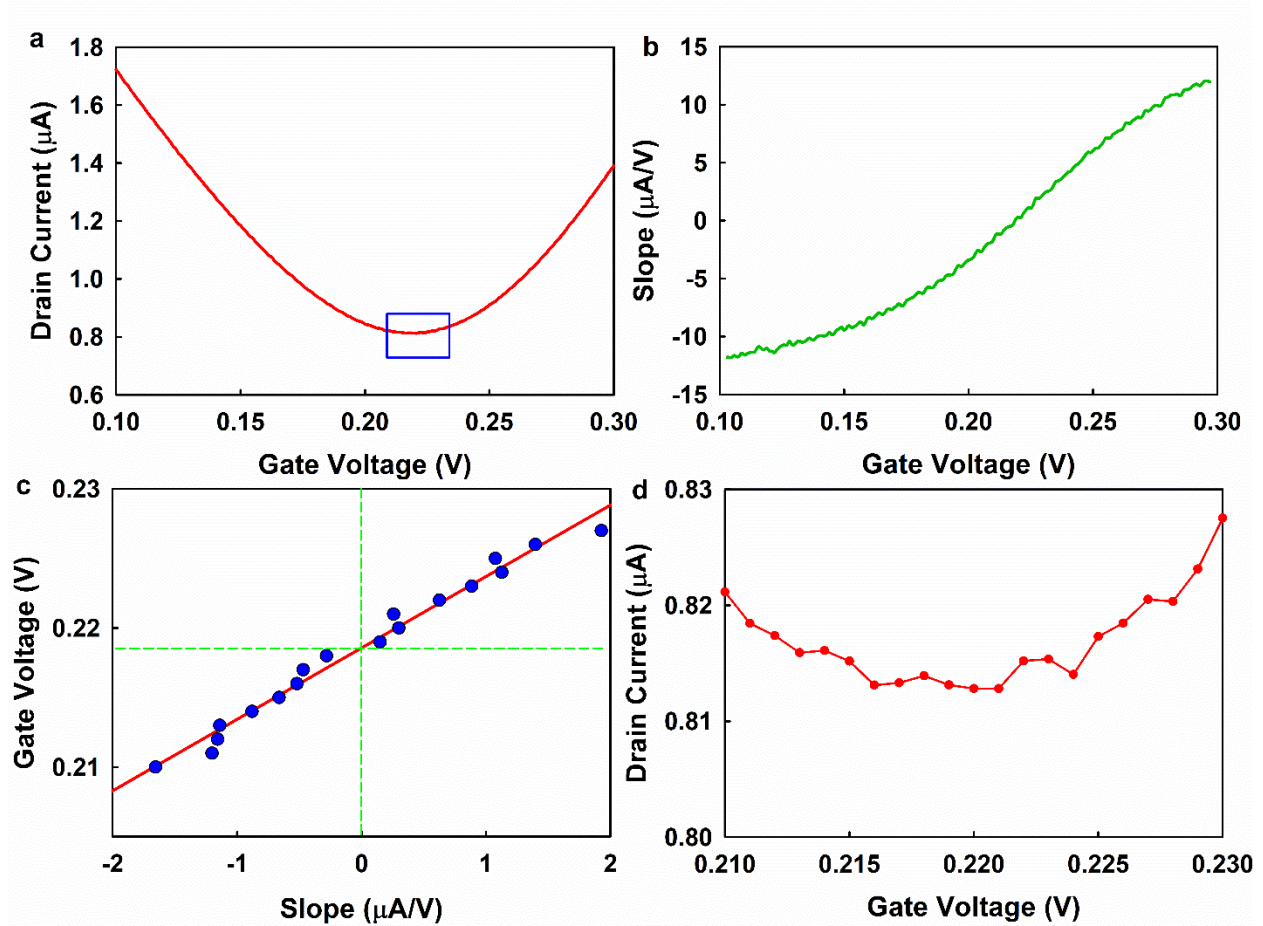 a
1.8
1.6
1.4
1.2
1.0
0.8
0.6
0.10 0.15 0.20 0.25 0.30
Drain Current (μA)
Gate Voltage (V)
b
15
10
5
0
-5
-10
-15
0.10 0.15 0.20 0.25 0.30
Slope (μA/V)
Gate Voltage (V)
c
0.23
0.22
0.21
-2 -1 0 1 2
Gate Voltage (V)
Slope (μA/V)
d
0.83
0.82
0.81
0.80
0.210 0.215 0.220 0.225 0.230
Drain Current (μA)
Gate Voltage (V)